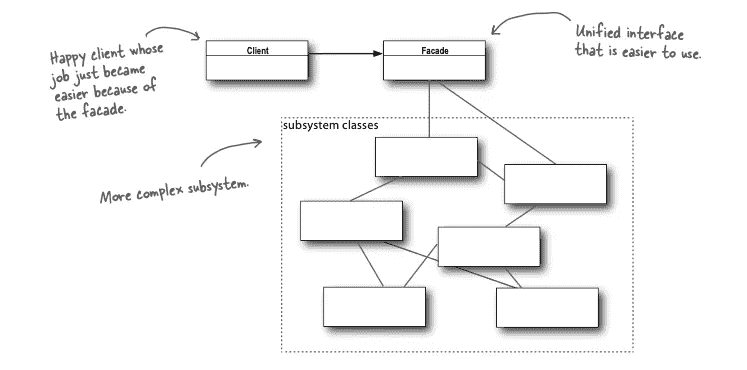 Happy client whose
job just became
easier because of
the facade.
Client
Facade
Unified interface
that is easier to use.
subsystem classes
More complex subsystem.